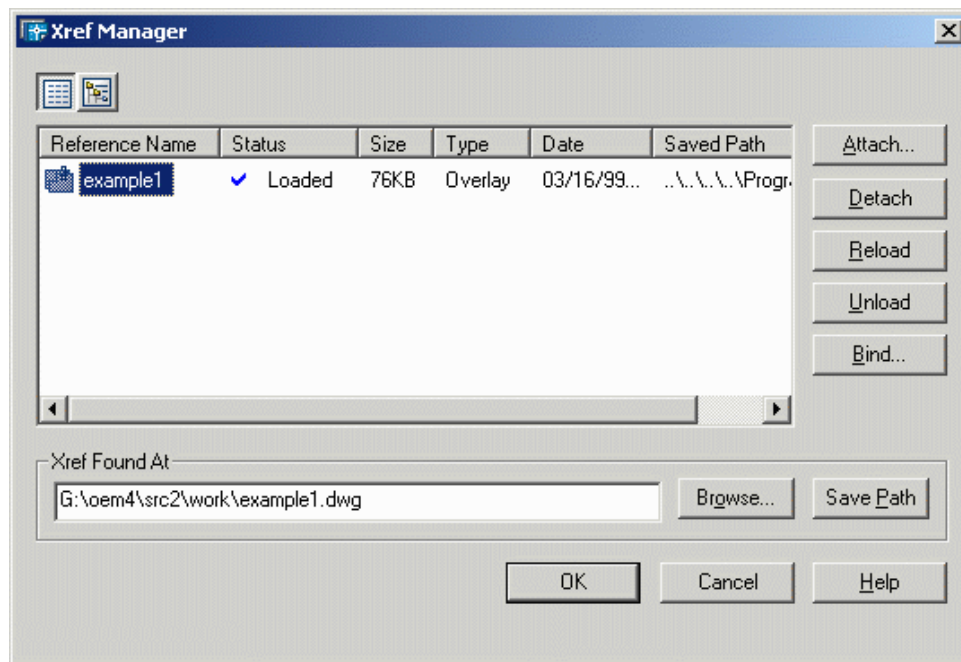 Xref Manager
Reference Name Status Size Type Date Saved Path
example1 Loaded 76KB Overlay 03/16/99... ..\..\..\..\Progr
Attach...
Detach
Reload
Unload
Bind...
Xref Found At
G:\oem4\src2\work\example1.dwg Browse... Save Path
OK Cancel Help